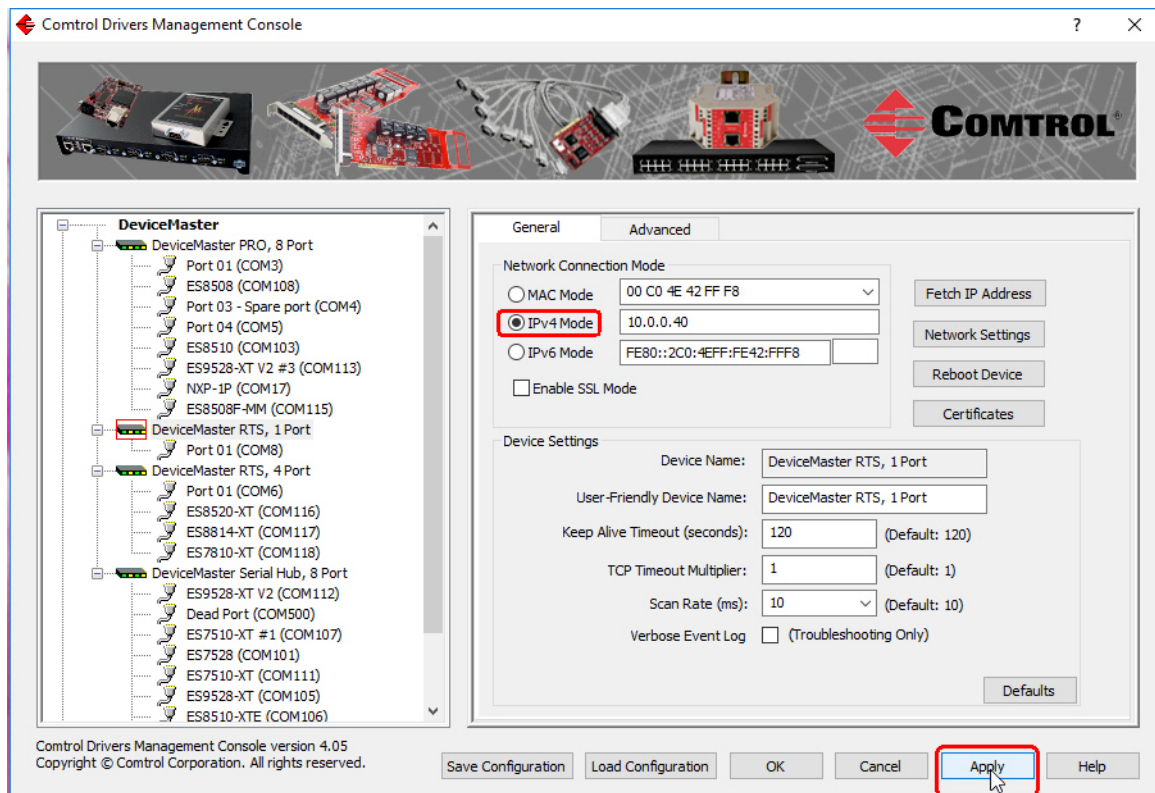 Comtrol Drivers Management Console
?
COMTROL®
DeviceMaster
DeviceMaster PRO, 8 Port
Port 01 (COM3)
ES8508 (COM108)
Port 03 - Spare port (COM4)
Port 04 (COM5)
ES8510 (COM103)
ES9528-XT V2 #3 (COM113)
NXP-1P (COM17)
ES8508F-MM (COM115)
DeviceMaster RTS, 1 Port
Port 01 (COM8)
DeviceMaster RTS, 4 Port
Port 01 (COM6)
ES8520-XT (COM116)
ES8814-XT (COM117)
ES7810-XT (COM118)
DeviceMaster Serial Hub, 8 Port
ES9528-XT V2 (COM112)
Dead Port (COM500)
ES7510-XT #1 (COM107)
ES7528 (COM101)
ES7510-XT (COM111)
ES9528-XT (COM105)
ES8510-XTE (COM106)
General
Advanced
Network Connection Mode
MAC Mode 00 C0 4E 42 FF F8
IPv4 Mode 10.0.0.40
IPv6 Mode FE80::2C0:4EFF:FE42:FFF8
Enable SSL Mode
Fetch IP Address
Network Settings
Reboot Device
Certificates
Device Settings
Device Name: DeviceMaster RTS, 1 Port
User-Friendly Device Name: DeviceMaster RTS, 1 Port
Keep Alive Timeout (seconds): 120 (Default: 120)
TCP Timeout Multiplier: 1 (Default: 1)
Scan Rate (ms): 10 (Default: 10)
Verbose Event Log (Troubleshooting Only)
Defaults
Comtrol Drivers Management Console version 4.05
Copyright © Comtrol Corporation. All rights reserved.
Save Configuration
Load Configuration
OK
Cancel
Apply
Help